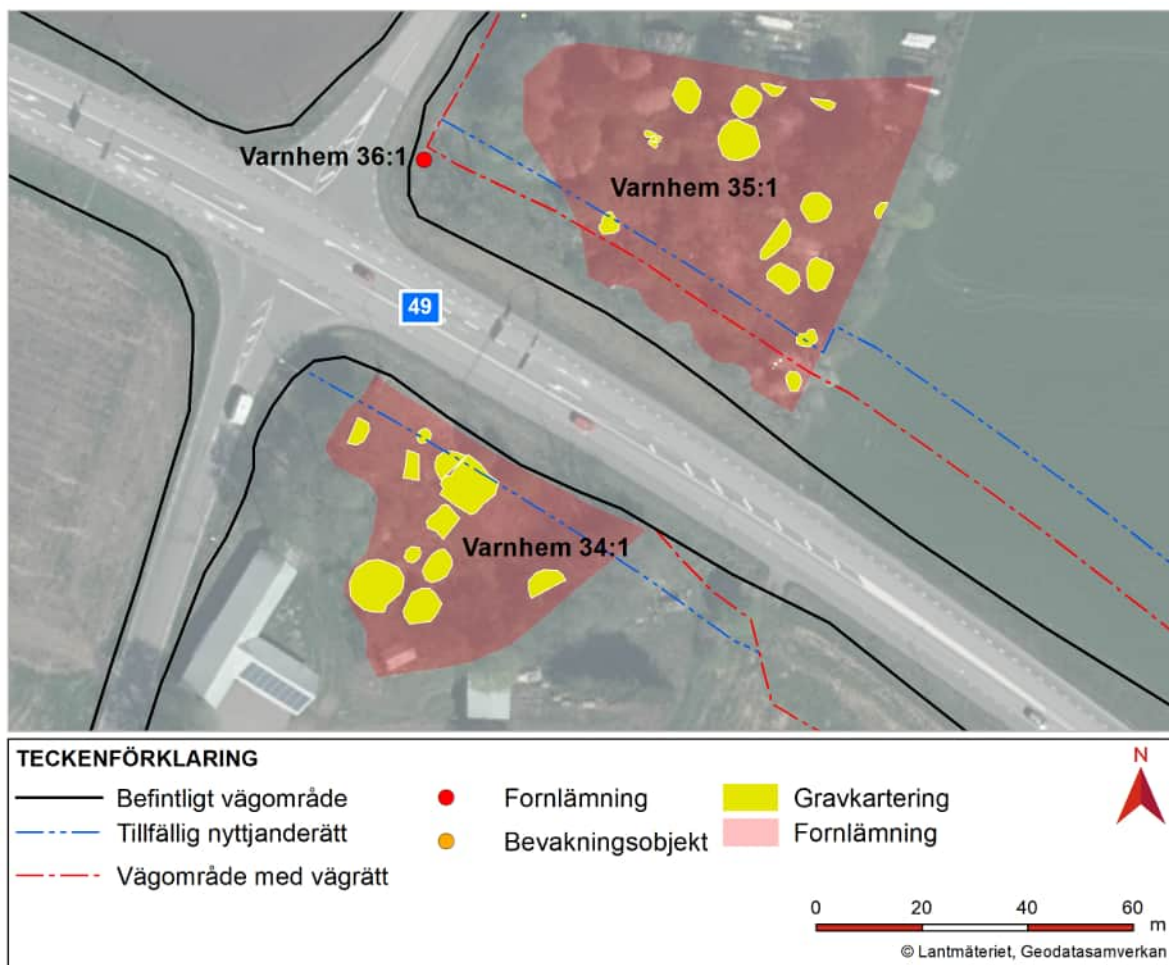 Varnhem 36:1
Varnhem 35:1
49
Varnhem 34:1
TECKENFÖRKLARING
Befintligt vägområde
Tillfällig nyttjanderätt
Vägområde med vägrätt
Fornlämning
Bevakningsobjekt
Gravkartering
Fornlämning
N
0 20 40 60
m
© Lantmäteriet, Geodatasamverkan